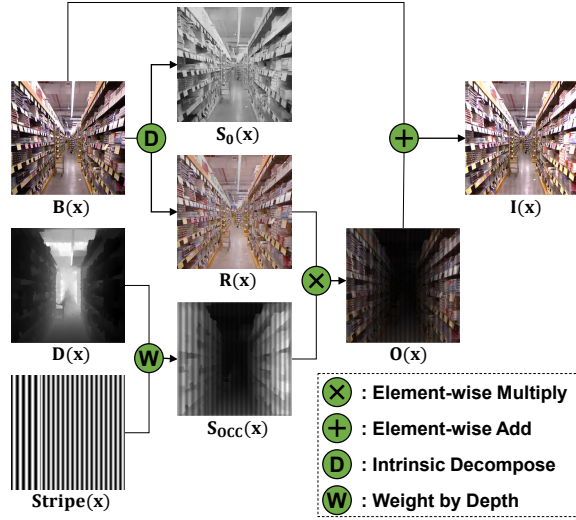 S₀(x)
D
+
B(x)
I(x)
R(x)
×
D(x)
W
O(x)
S_OCC(x)
Stripe(x)
× : Element-wise Multiply
+ : Element-wise Add
D : Intrinsic Decompose
W : Weight by Depth